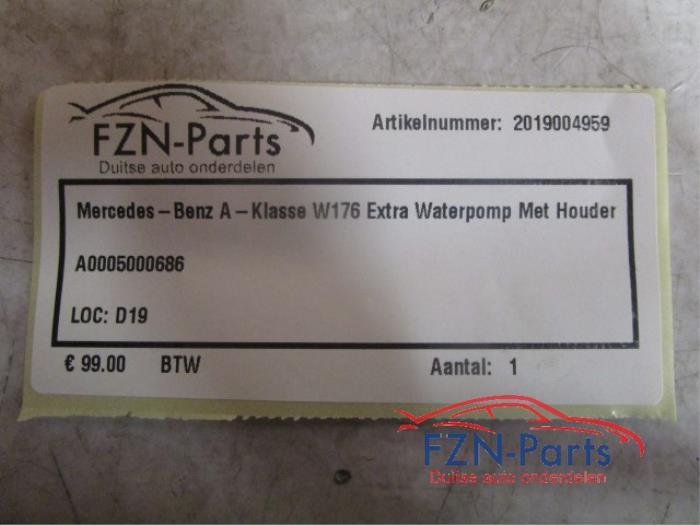 FZN-Parts
Duitse auto onderdelen
Artikelnummer: 2019004959
Mercedes-Benz A-Klasse W176 Extra Waterpomp Met Houder
A0005000686
LOC: D19
€ 99.00 BTW Aantal: 1
FZN-Parts
Duitse auto onderdelen